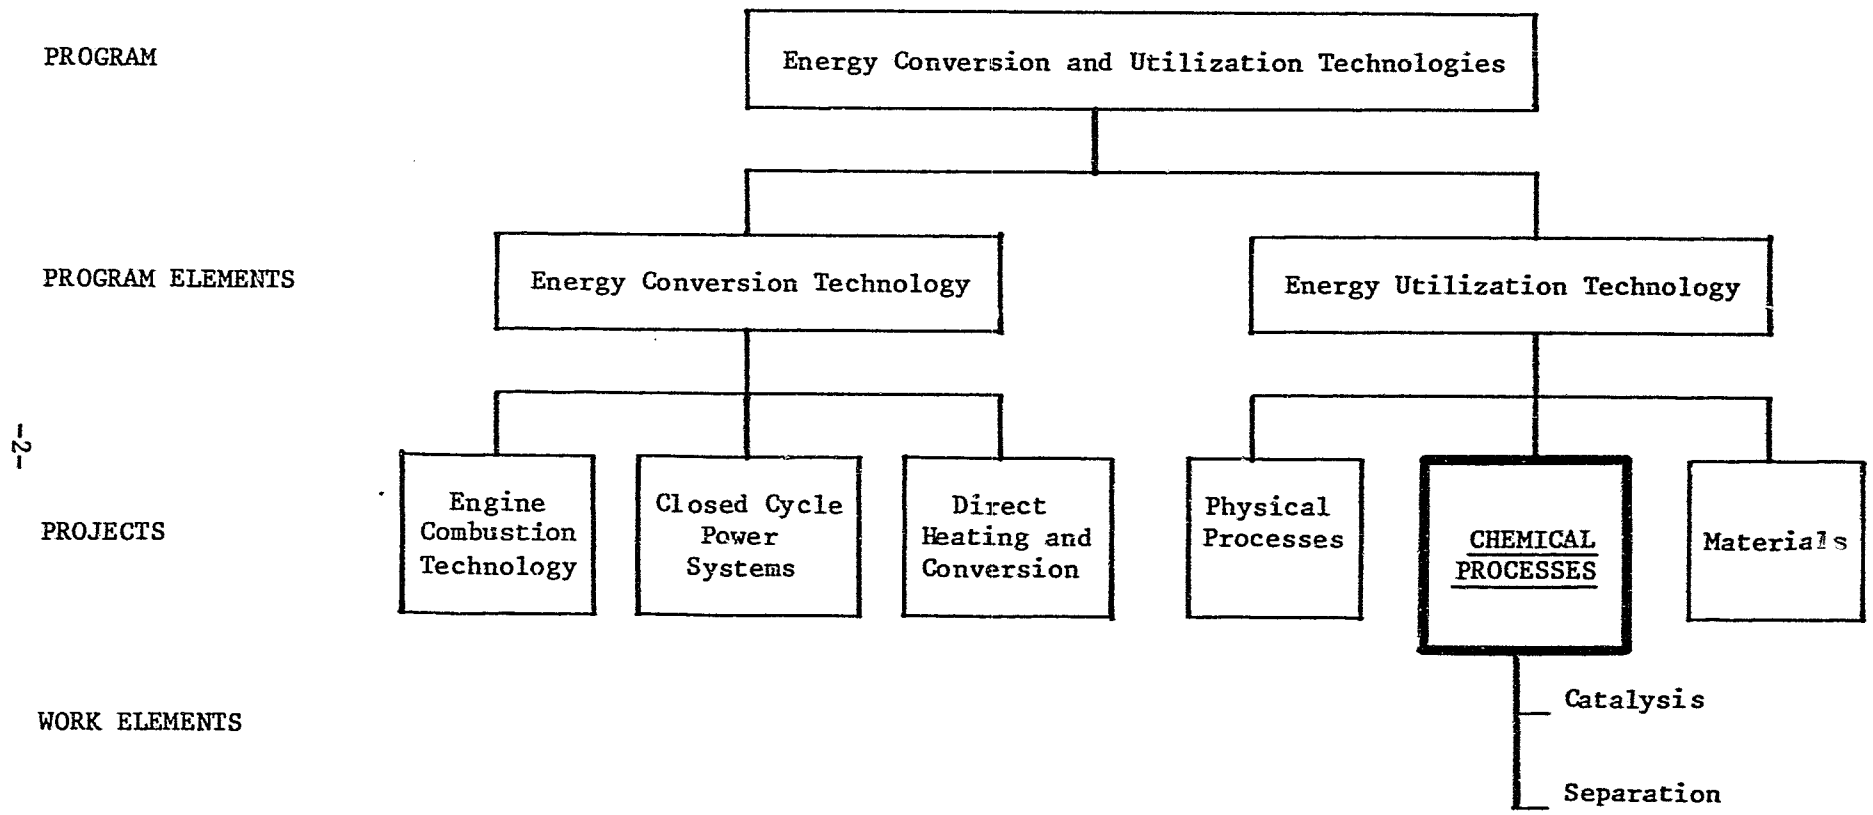 PROGRAM
Energy Conversion and Utilization Technologies
PROGRAM ELEMENTS
Energy Conversion Technology
Energy Utilization Technology
-2-
PROJECTS
Engine
Combustion
Technology
Closed Cycle
Power
Systems
Direct
Heating and
Conversion
Physical
Processes
CHEMICAL
PROCESSES
Materials
WORK ELEMENTS
Catalysis
Separation